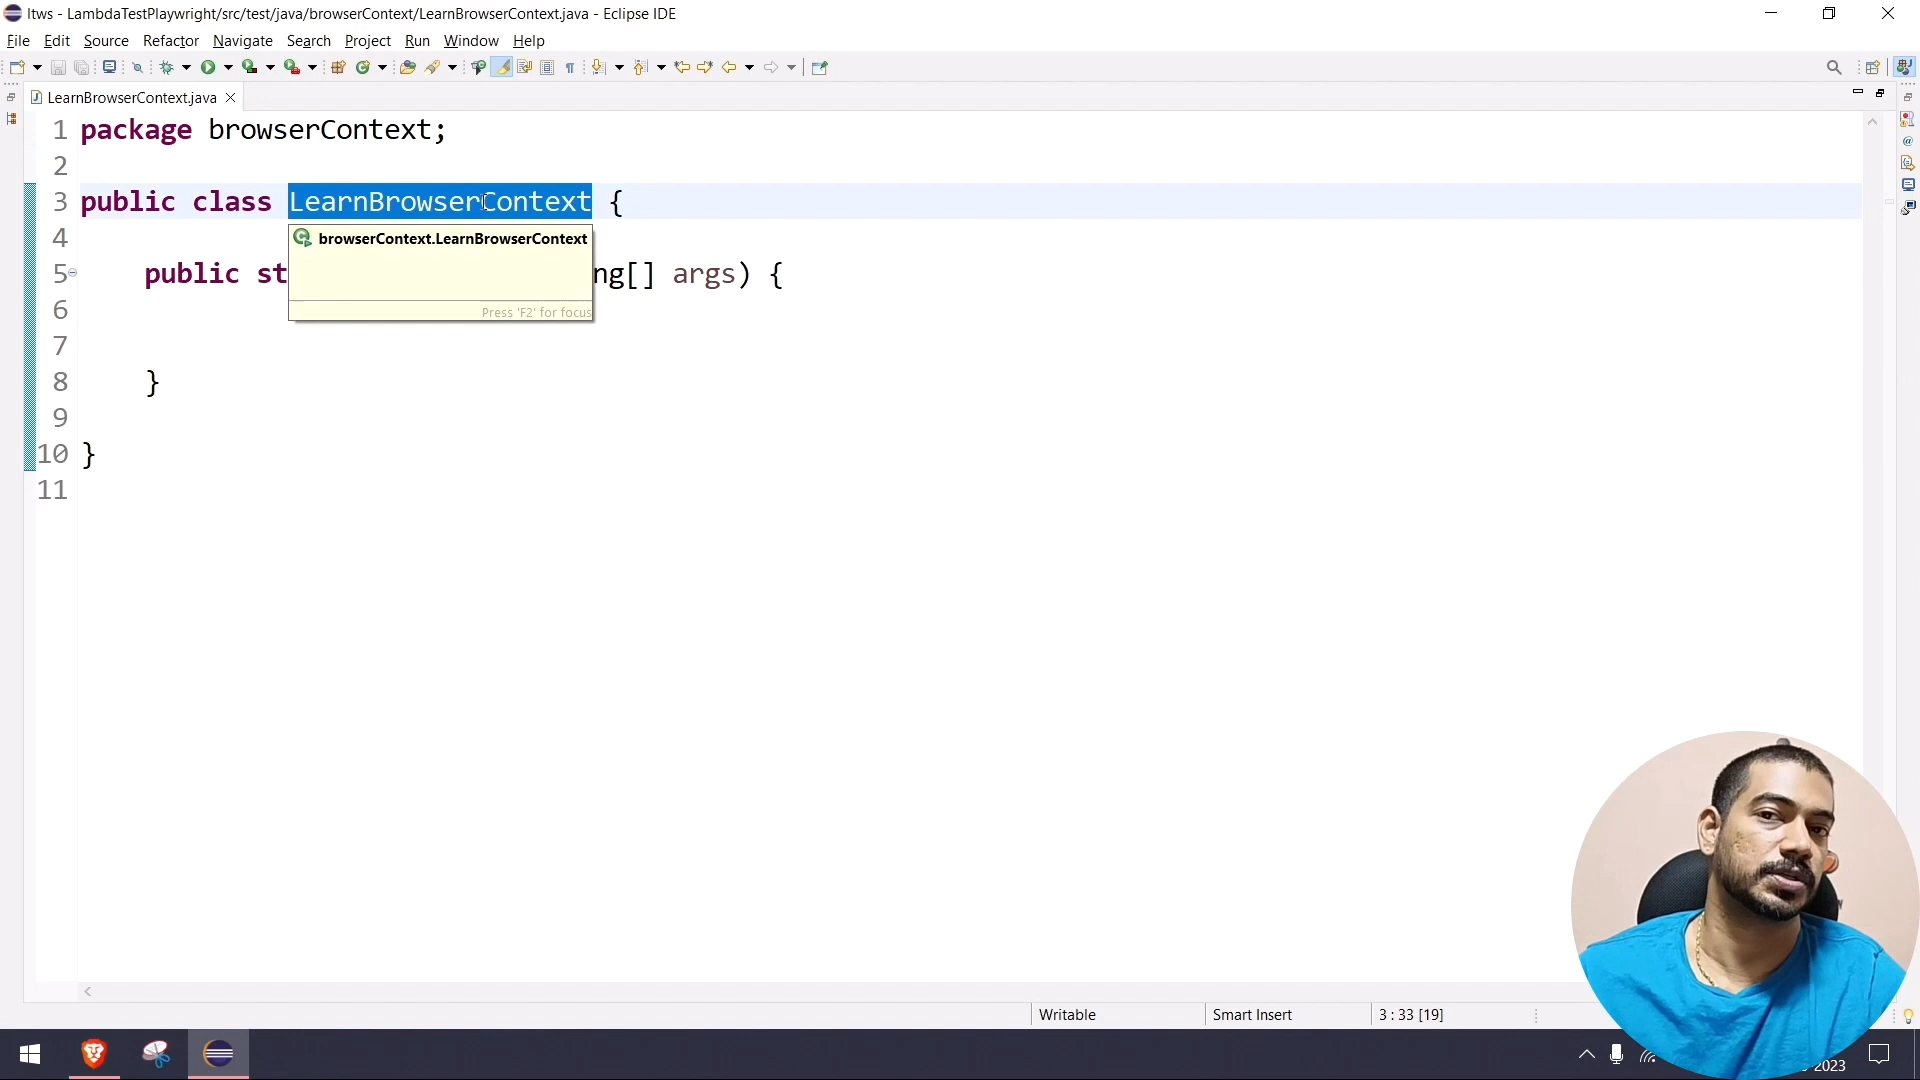 ltws - LambdaTestPlaywright/src/test/java/browserContext/LearnBrowserContext.java - Eclipse IDE
File Edit Source Refactor Navigate Search Project Run Window Help
LearnBrowserContext.java
1 package browserContext;
2
3 public class LearnBrowserContext {
4
browserContext.LearnBrowserContext
5 public st ng[] args) {
6
Press 'F2' for focus
7
8 }
9
10 }
11
Writable Smart Insert 3 : 33 [19]
2023